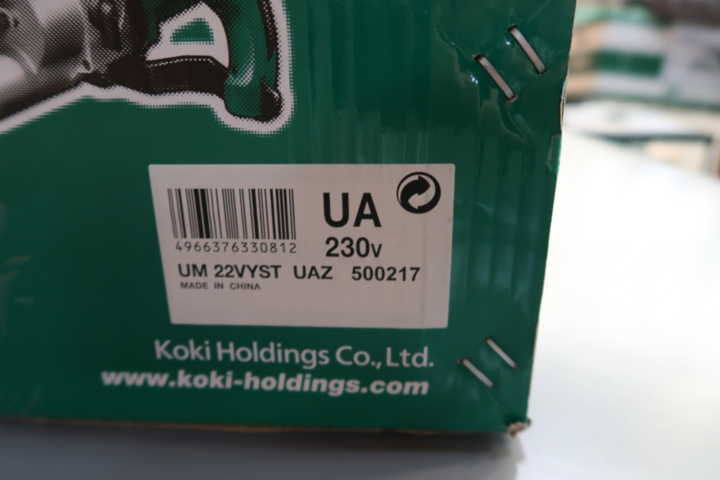 UA
4966376330812
230v
UM 22VYST UAZ 500217
MADE IN CHINA
Koki Holdings Co.,Ltd.
www.koki-holdings.com